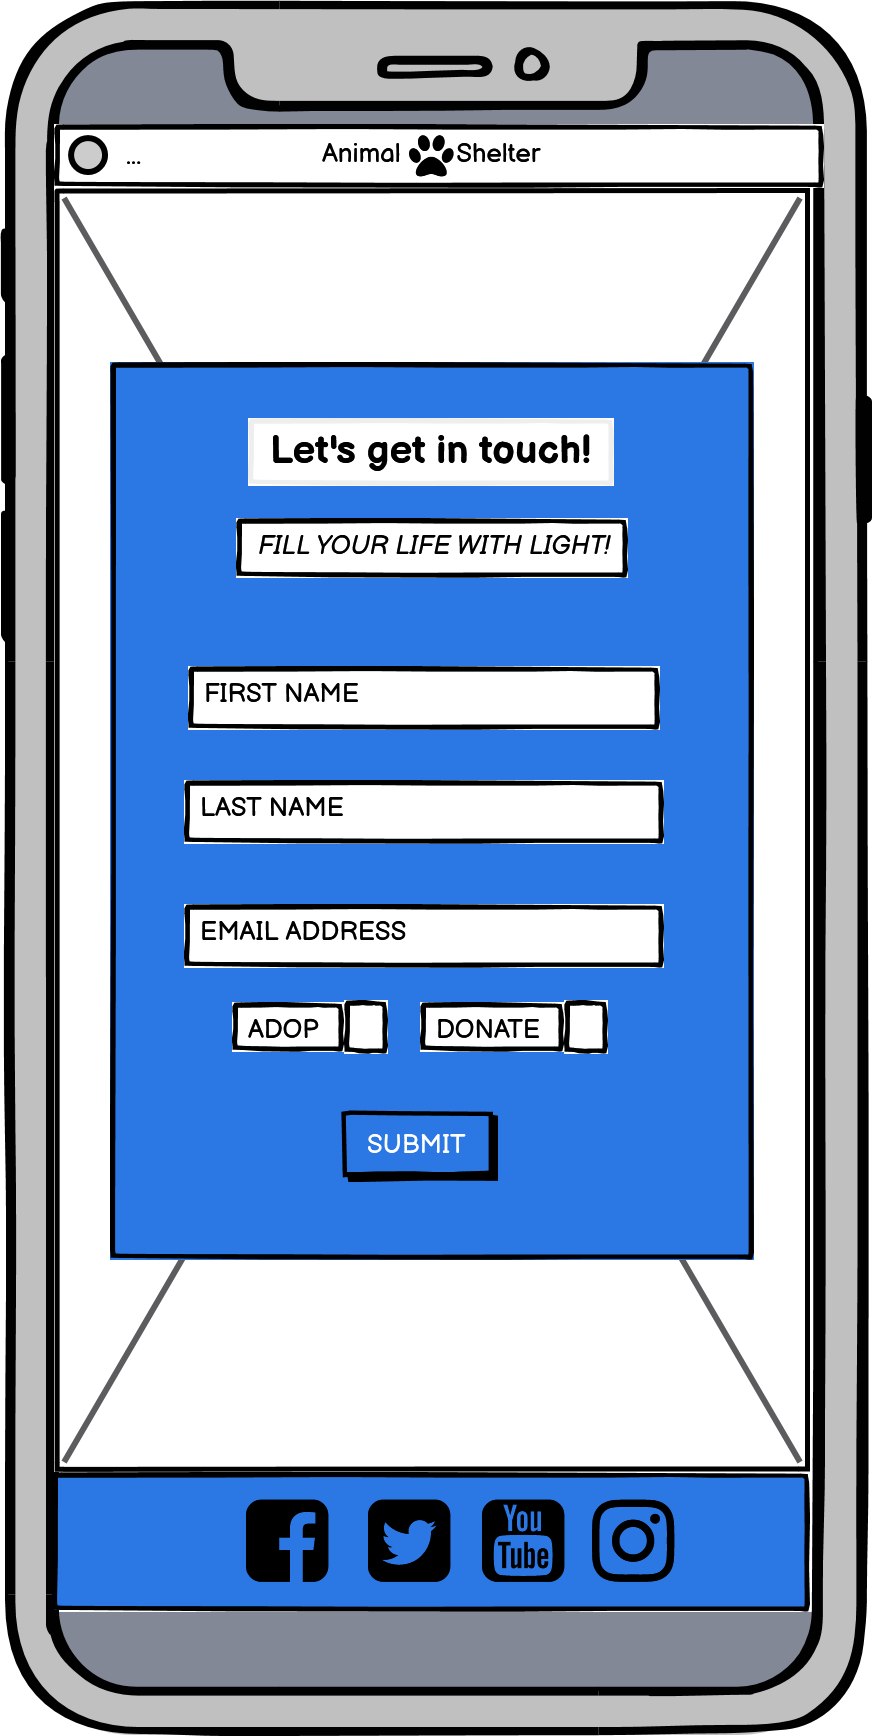 ... Animal Shelter
Let's get in touch!
FILL YOUR LIFE WITH LIGHT!
FIRST NAME
LAST NAME
EMAIL ADDRESS
ADOP DONATE
SUBMIT
You
Tube